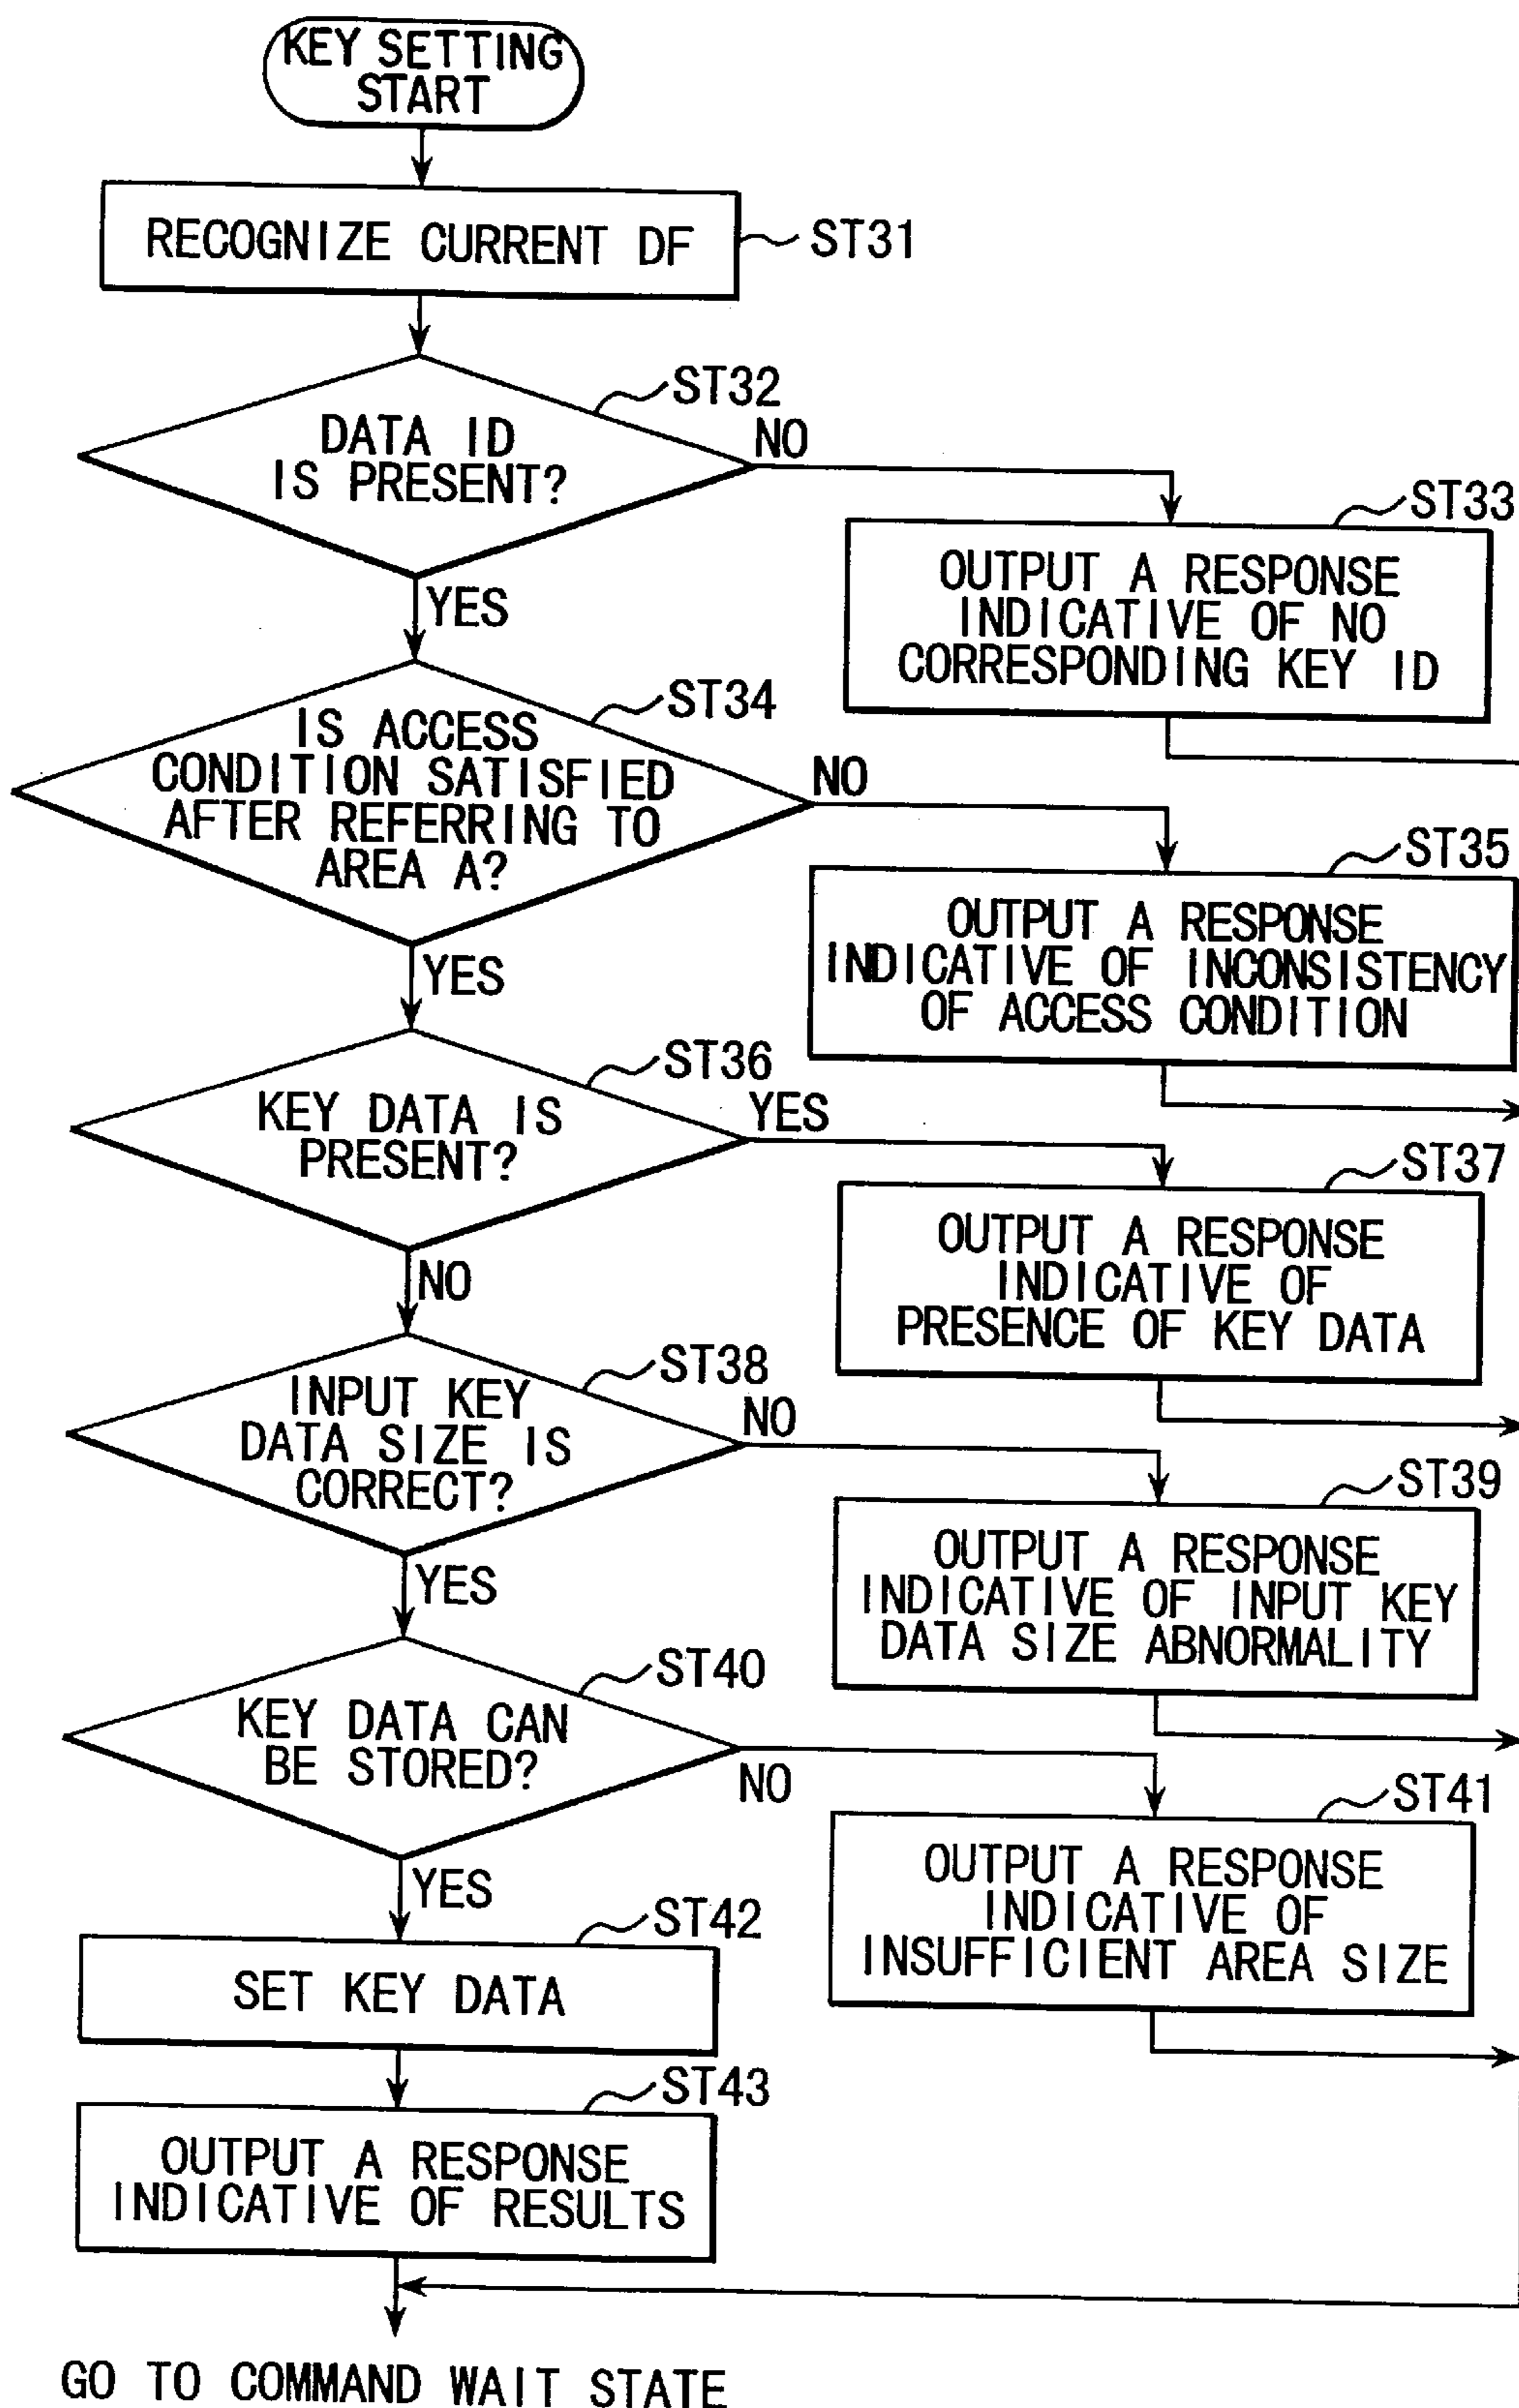 KEY SETTING
START
RECOGNIZE CURRENT DF
ST31
ST32
DATA ID
IS PRESENT?
NO
YES
ST33
OUTPUT A RESPONSE
INDICATIVE OF NO
CORRESPONDING KEY ID
ST34
IS ACCESS
CONDITION SATISFIED
AFTER REFERRING TO
AREA A?
NO
YES
ST35
OUTPUT A RESPONSE
INDICATIVE OF INCONSISTENCY
OF ACCESS CONDITION
ST36
KEY DATA IS
PRESENT?
YES
NO
ST37
OUTPUT A RESPONSE
INDICATIVE OF
PRESENCE OF KEY DATA
ST38
INPUT KEY
DATA SIZE IS
CORRECT?
NO
YES
ST39
OUTPUT A RESPONSE
INDICATIVE OF INPUT KEY
DATA SIZE ABNORMALITY
ST40
KEY DATA CAN
BE STORED?
NO
YES
ST41
OUTPUT A RESPONSE
INDICATIVE OF
INSUFFICIENT AREA SIZE
ST42
SET KEY DATA
ST43
OUTPUT A RESPONSE
INDICATIVE OF RESULTS
GO TO COMMAND WAIT STATE